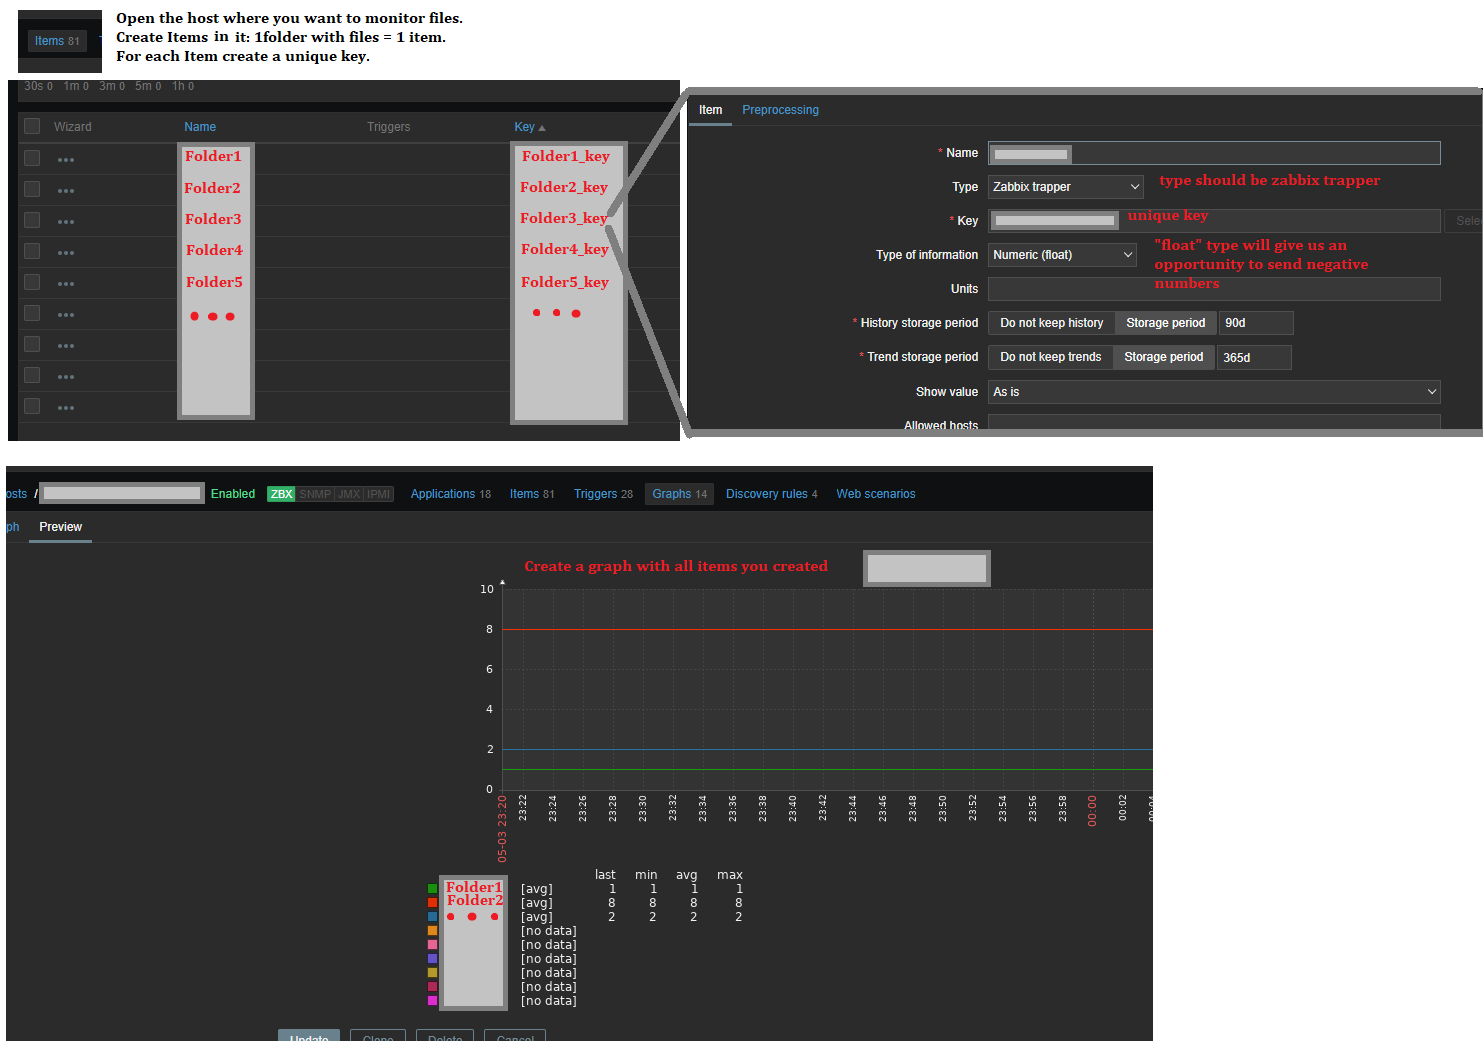 Items 81
Open the host where you want to monitor files.
Create Items in it: 1folder with files = 1 item.
For each Item create a unique key.
30s 0 1m 0 3m 0 5m 0 1h 0
Wizard Name Triggers Key
Folder1 Folder1_key
Folder2 Folder2_key
Folder3 Folder3_key
Folder4 Folder4_key
Folder5 Folder5_key
Item Preprocessing
* Name
Type Zabbix trapper type should be zabbix trapper
* Key unique key
Type of information Numeric (float) "float" type will give us an
opportunity to send negative
numbers
Units
* History storage period Do not keep history Storage period 90d
* Trend storage period Do not keep trends Storage period 365d
Show value As is
Allowed hosts
osts / Enabled ZBX SNMP JMX IPMI Applications 18 Items 81 Triggers 28 Graphs 14 Discovery rules 4 Web scenarios
ph Preview
Create a graph with all items you created
10
8
6
4
2
0
05-03 23:20 23:22 23:24 23:26 23:28 23:30 23:32 23:34 23:36 23:38 23:40 23:42 23:44 23:46 23:48 23:50 23:52 23:54 23:56 23:58 00:00 00:02
last min avg max
Folder1 [avg] 1 1 1 1
Folder2 [avg] 8 8 8 8
[avg] 2 2 2 2
[no data]
[no data]
[no data]
[no data]
[no data]
[no data]
Update Clone Delete Cancel